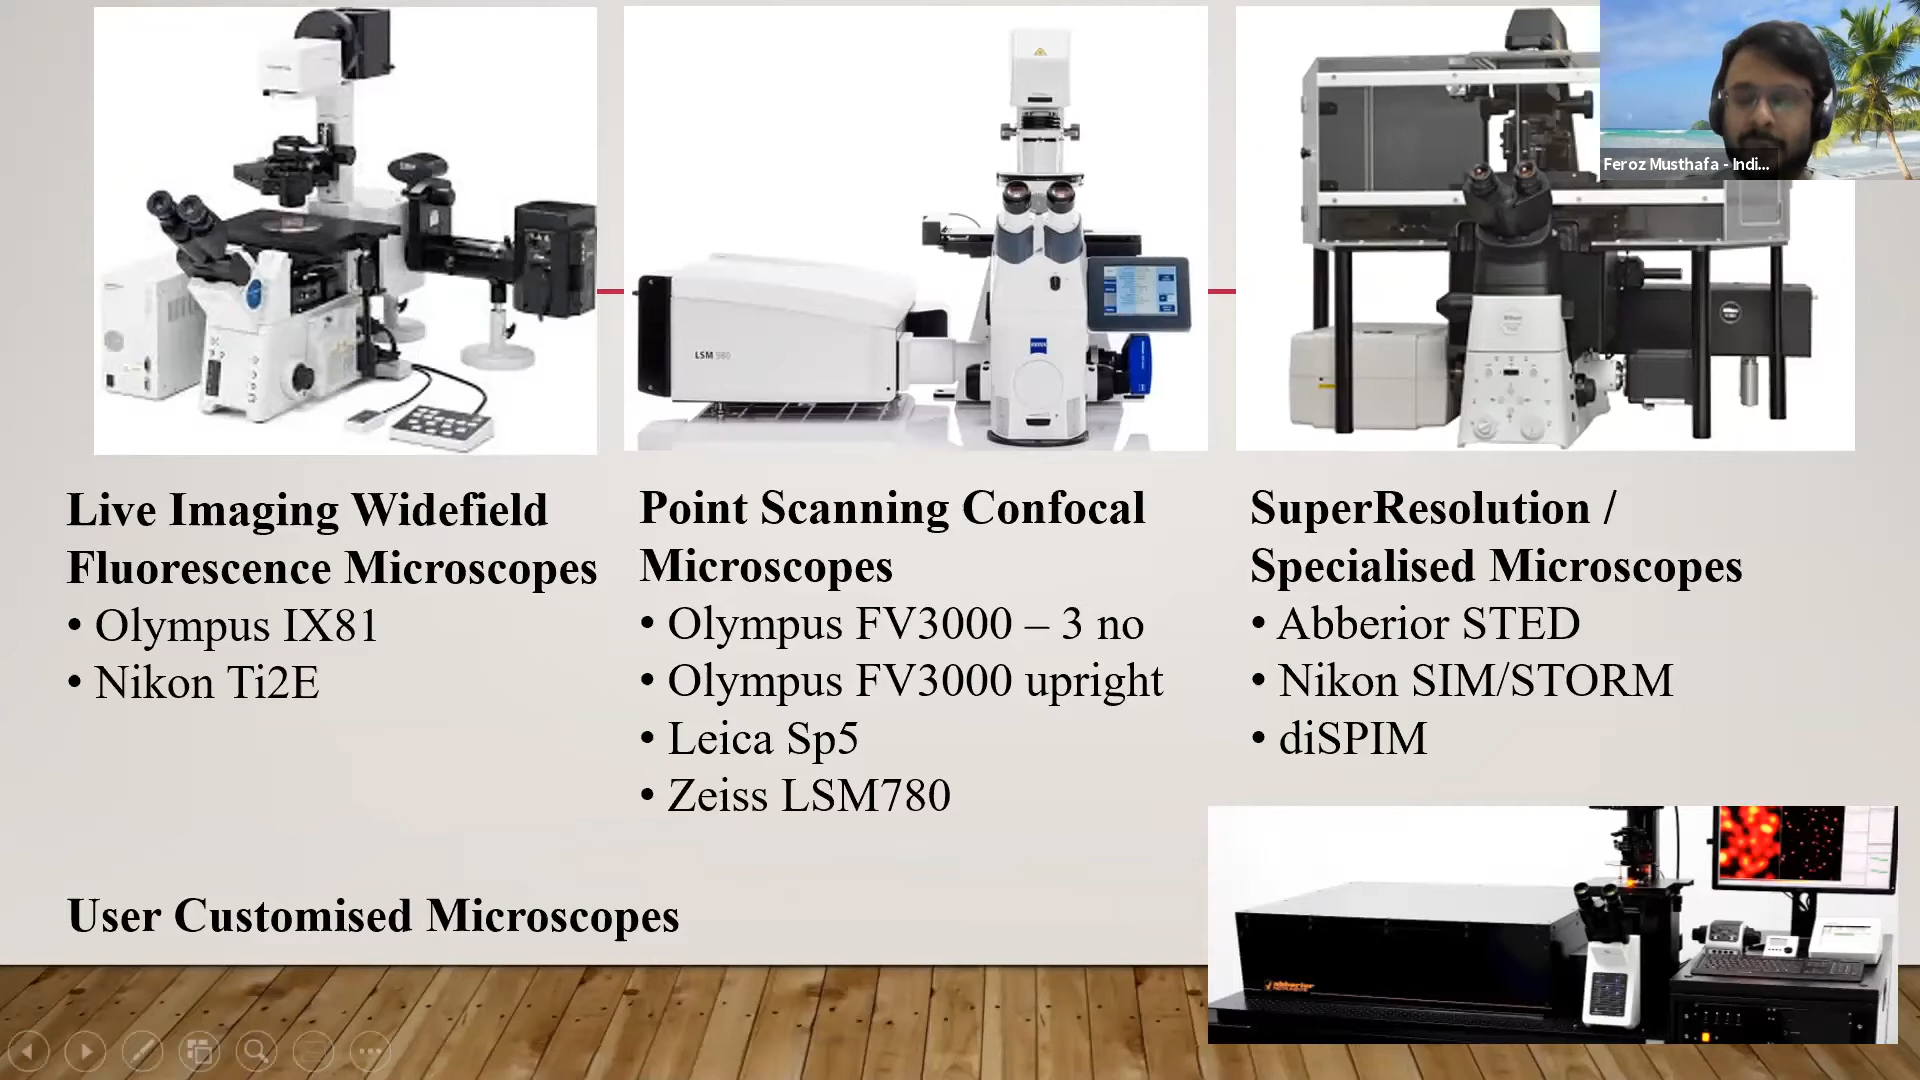 Feroz Musthafa - Indi...
LSM 980
ZEISS
Live Imaging Widefield
Fluorescence Microscopes
• Olympus IX81
• Nikon Ti2E
Point Scanning Confocal
Microscopes
• Olympus FV3000 – 3 no
• Olympus FV3000 upright
• Leica Sp5
• Zeiss LSM780
SuperResolution /
Specialised Microscopes
• Abberior STED
• Nikon SIM/STORM
• diSPIM
User Customised Microscopes
abberior